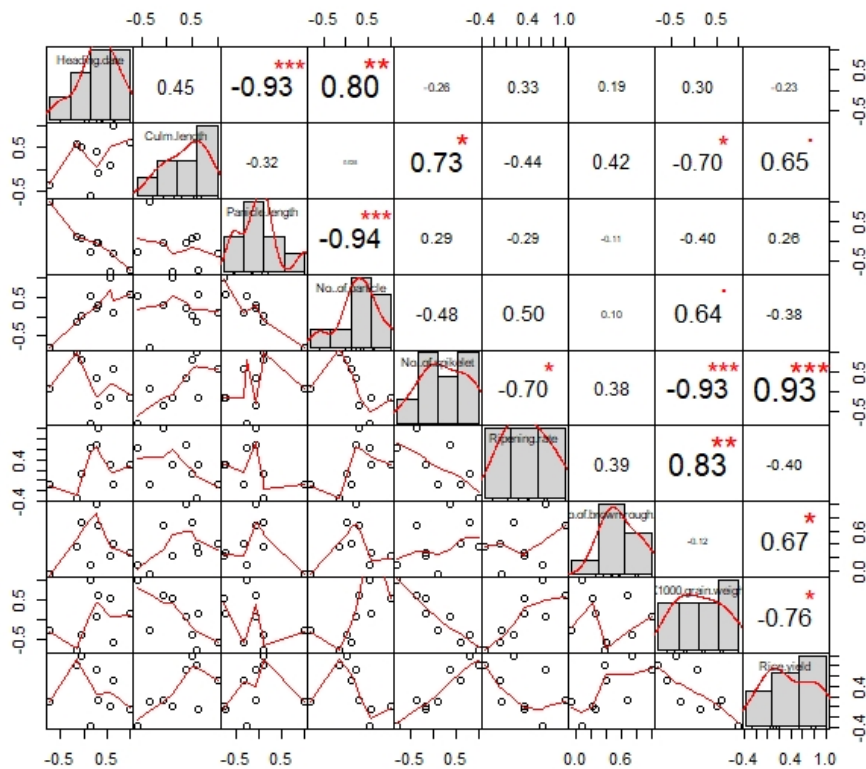 -0.5 0.5 -0.5 0.5 -0.4 0.4 1.0 -0.5 0.5
Heading.date 0.45 -0.93 *** 0.80 ** -0.26 0.33 0.19 0.30 -0.23 -0.5 0.5
-0.5 0.5 Culm.length -0.32 0.73 * -0.44 0.42 -0.70 * 0.65 .
Panicle.length -0.94 *** 0.29 -0.29 -0.11 -0.40 0.26 -0.5 0.5
-0.5 0.5 No..of.panicle -0.48 0.50 0.10 0.64 . -0.38
No..of.spikelet -0.70 * 0.38 -0.93 *** 0.93 *** -0.5 0.5
-0.4 0.4 Ripening.rate 0.39 0.83 ** -0.40
o.of.brown.rough. -0.12 0.67 * 0.0 0.6
-0.5 0.5 X1000.grain.weigh -0.76 *
Rice.yield -0.4 0.4
-0.5 0.5 -0.5 0.5 -0.5 0.5 0.0 0.6 -0.4 0.4 1.0